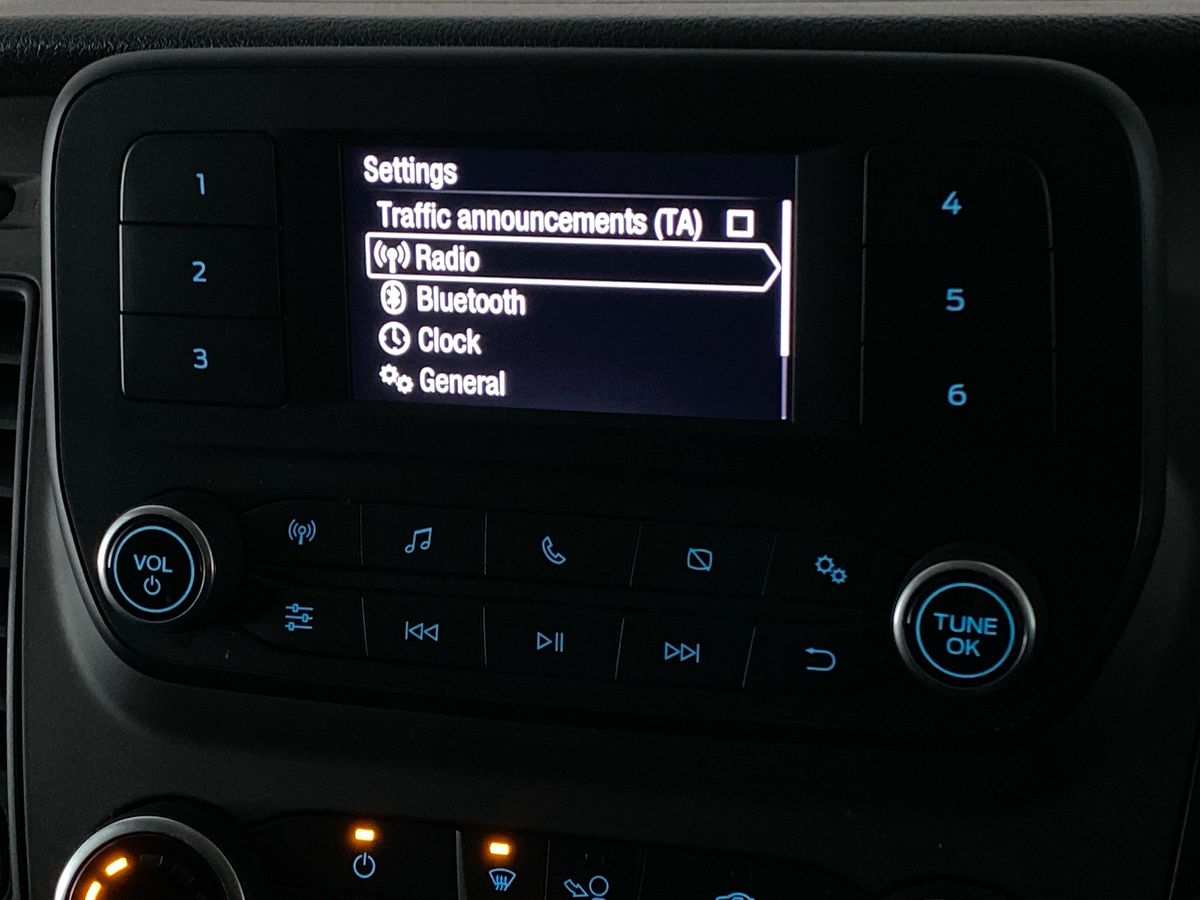 Settings
Traffic announcements (TA)
Radio
Bluetooth
Clock
General
1
2
3
4
5
6
VOL
TUNE
OK